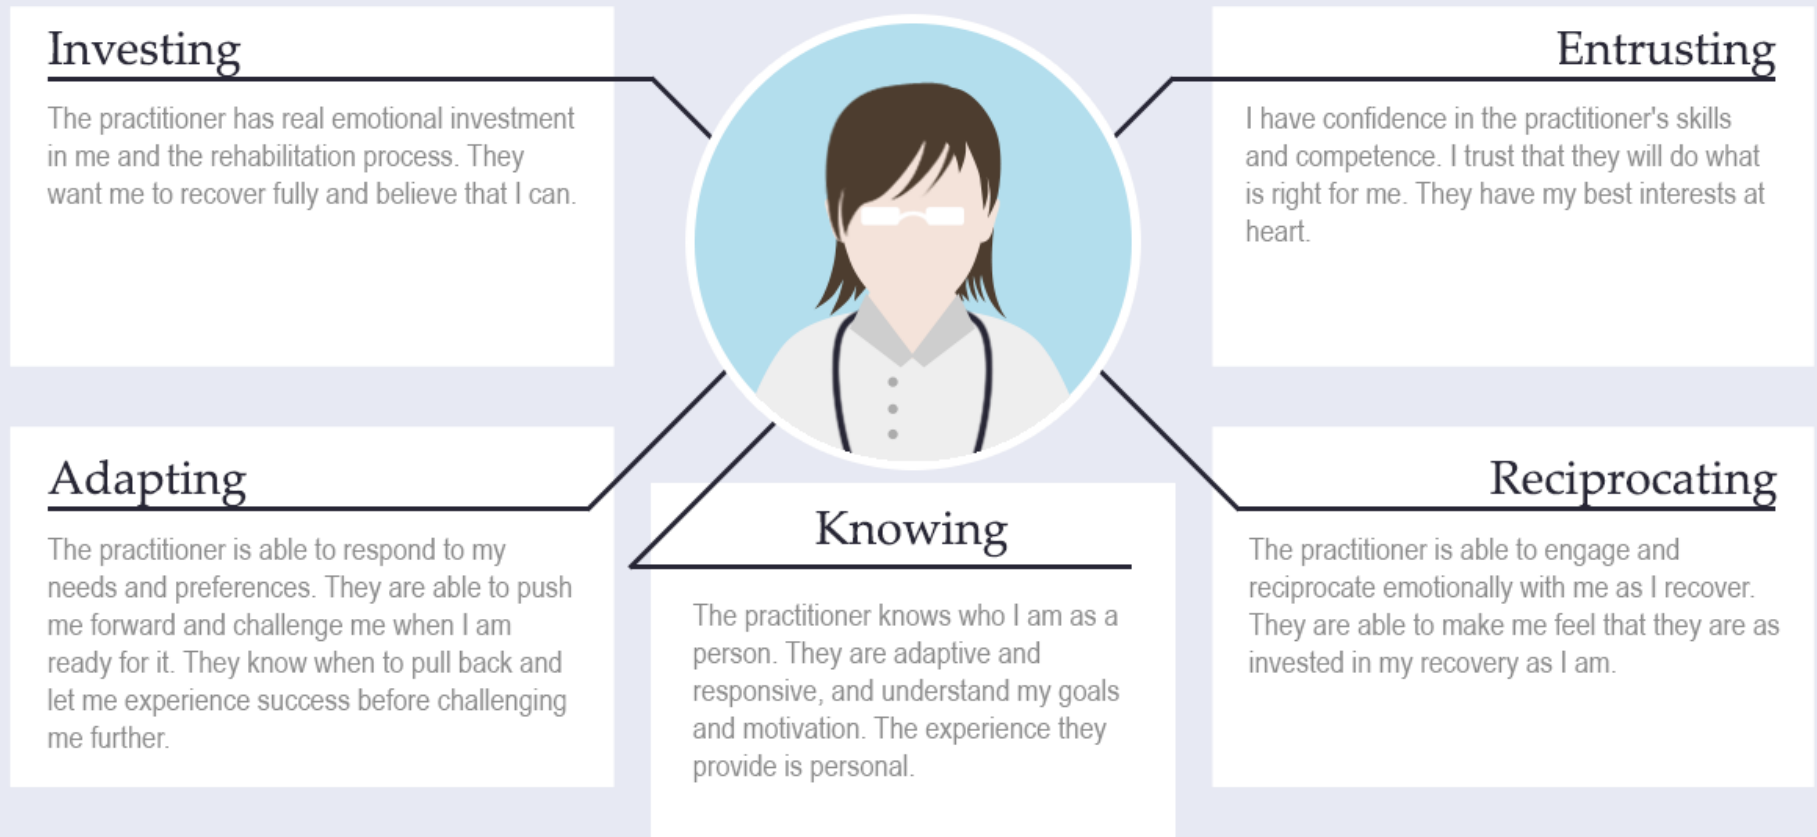 Investing
The practitioner has real emotional investment
in me and the rehabilitation process. They
want me to recover fully and believe that I can.
Entrusting
I have confidence in the practitioner's skills
and competence. I trust that they will do what
is right for me. They have my best interests at
heart.
Adapting
The practitioner is able to respond to my
needs and preferences. They are able to push
me forward and challenge me when I am
ready for it. They know when to pull back and
let me experience success before challenging
me further.
Knowing
The practitioner knows who I am as a
person. They are adaptive and
responsive, and understand my goals
and motivation. The experience they
provide is personal.
Reciprocating
The practitioner is able to engage and
reciprocate emotionally with me as I recover.
They are able to make me feel that they are as
invested in my recovery as I am.